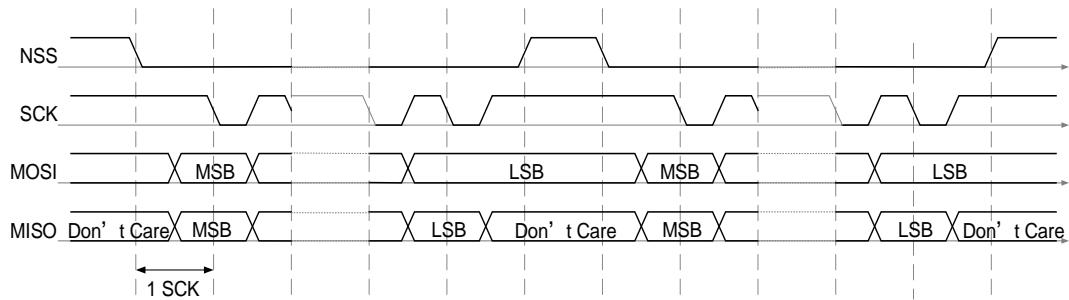 NSS
SCK
MOSI MSB LSB MSB LSB
MISO Don’t Care MSB LSB Don’t Care MSB LSB Don’t Care
1 SCK